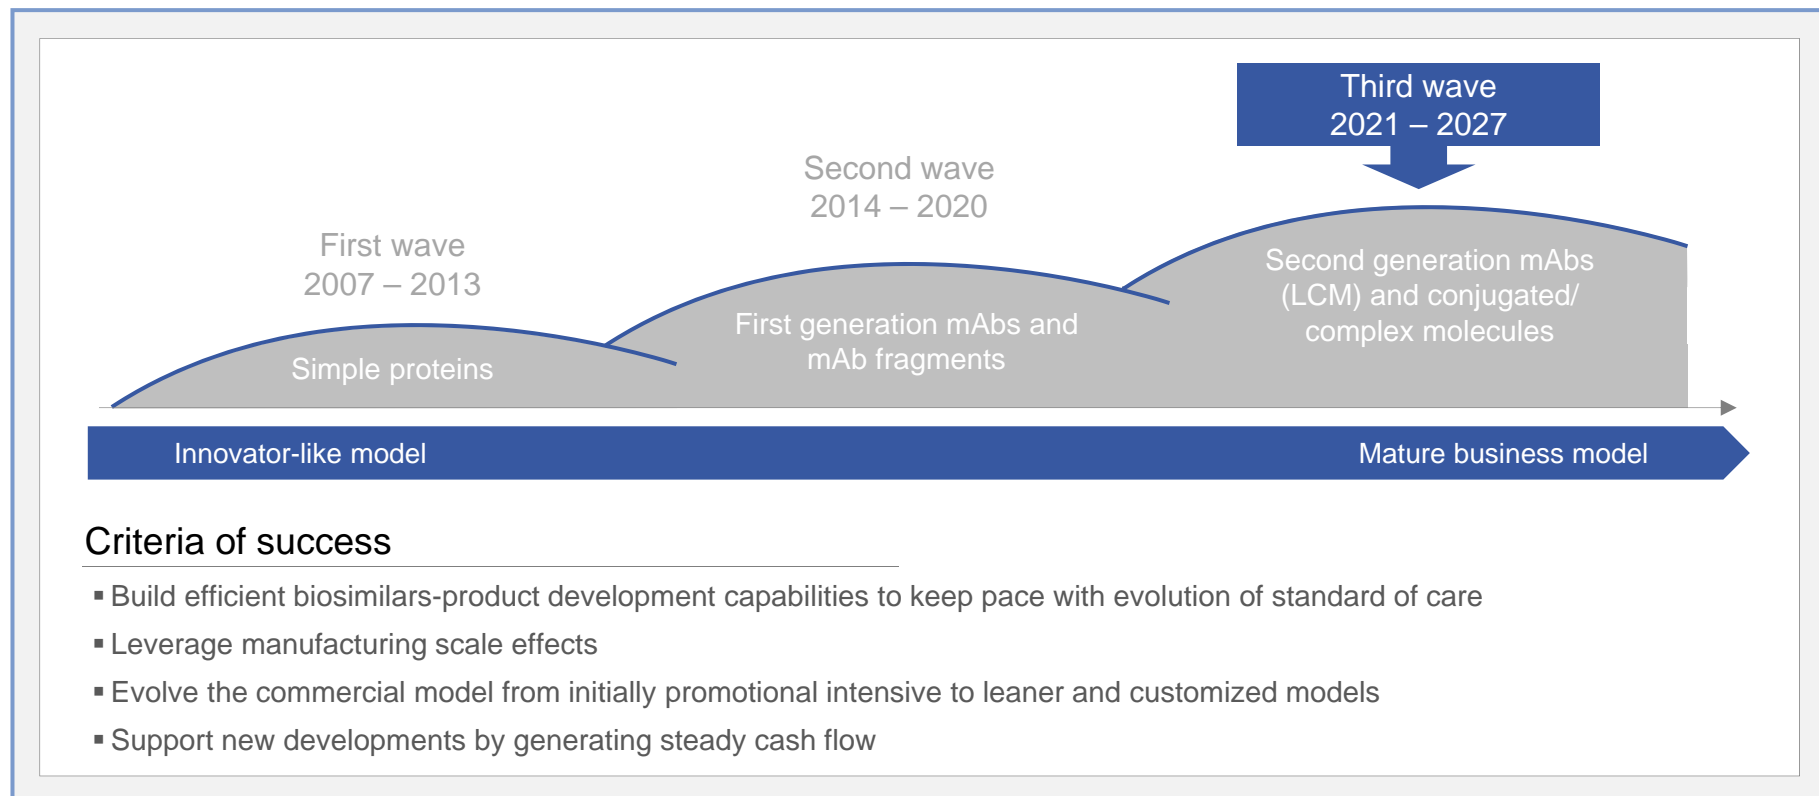 Third wave
2021 – 2027
Second wave
2014 – 2020
First wave
2007 – 2013
Second generation mAbs
(LCM) and conjugated/
complex molecules
First generation mAbs and
mAb fragments
Simple proteins
Innovator-like model
Mature business model
Criteria of success
▪ Build efficient biosimilars-product development capabilities to keep pace with evolution of standard of care
▪ Leverage manufacturing scale effects
▪ Evolve the commercial model from initially promotional intensive to leaner and customized models
▪ Support new developments by generating steady cash flow